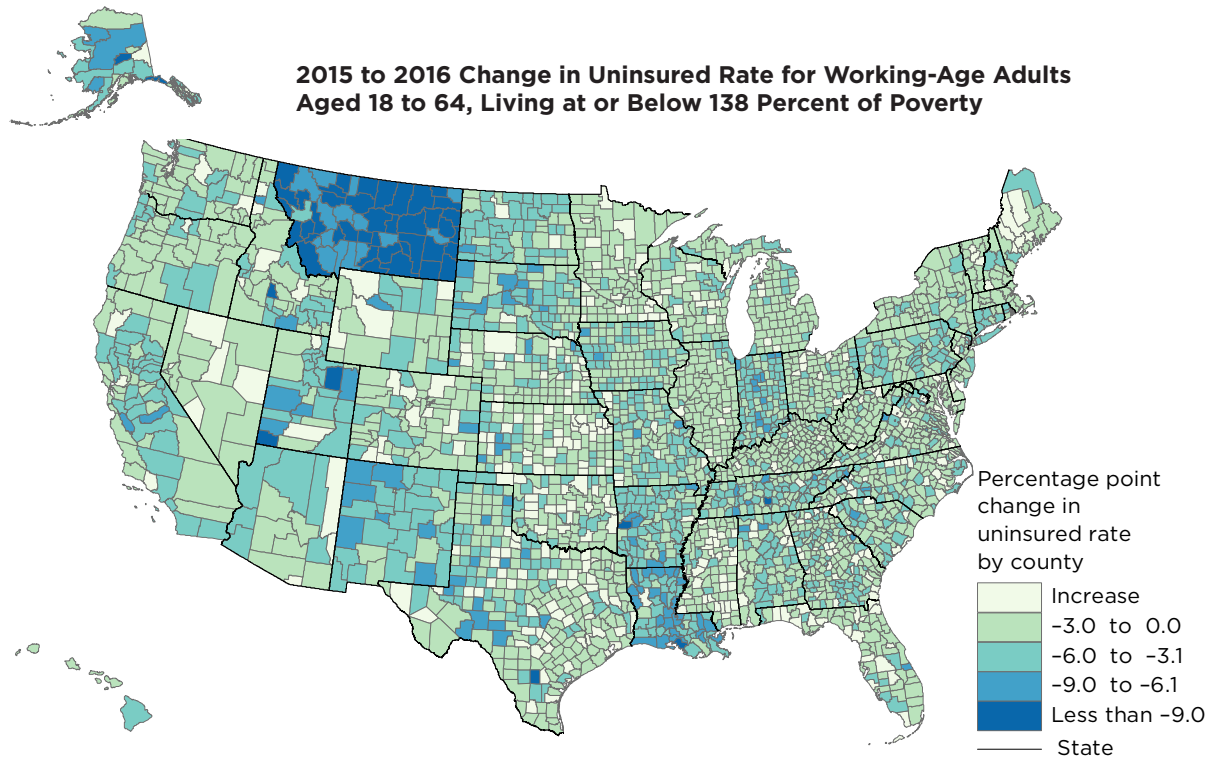 2015 to 2016 Change in Uninsured Rate for Working-Age Adults
Aged 18 to 64, Living at or Below 138 Percent of Poverty
Percentage point
change in
uninsured rate
by county
Increase
–3.0 to 0.0
–6.0 to –3.1
–9.0 to –6.1
Less than –9.0
State